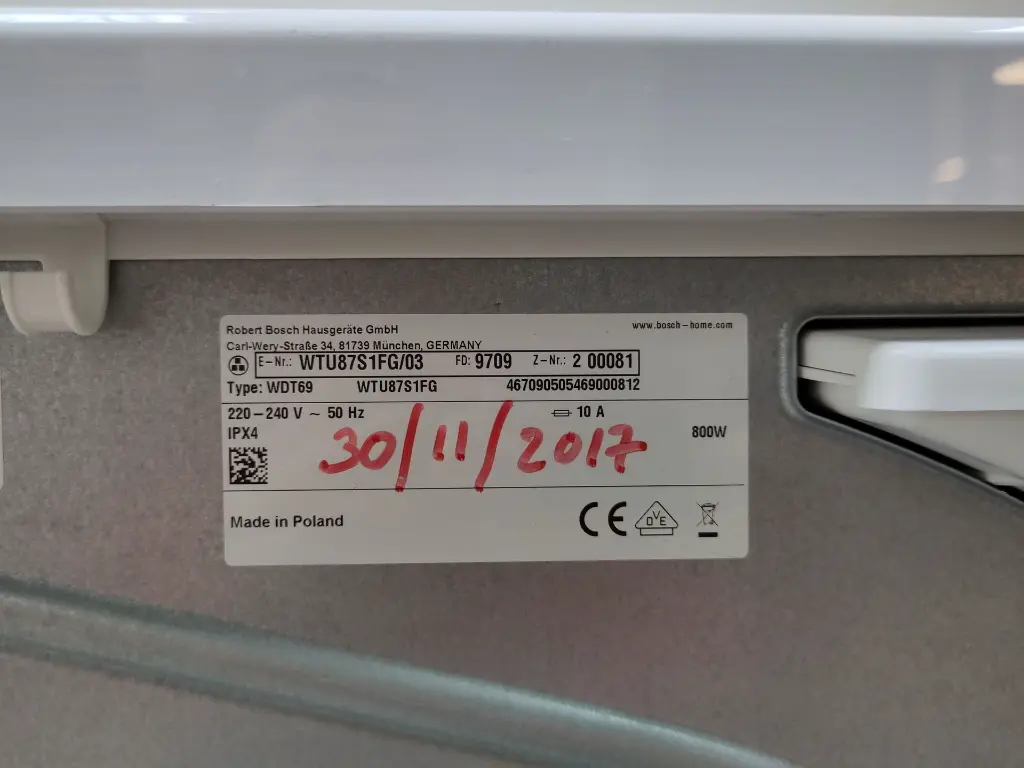 Robert Bosch Hausgeräte GmbH
www.bosch-home.com
Carl-Wery-Straße 34, 81739 München, GERMANY
E-Nr.: WTU87S1FG/03 FD: 9709 Z-Nr.: 2 00081
Type: WDT69 WTU87S1FG 467090505469000812
220-240 V ~ 50 Hz 10 A
IPX4 800W
30/11/2017
Made in Poland
CE OVE